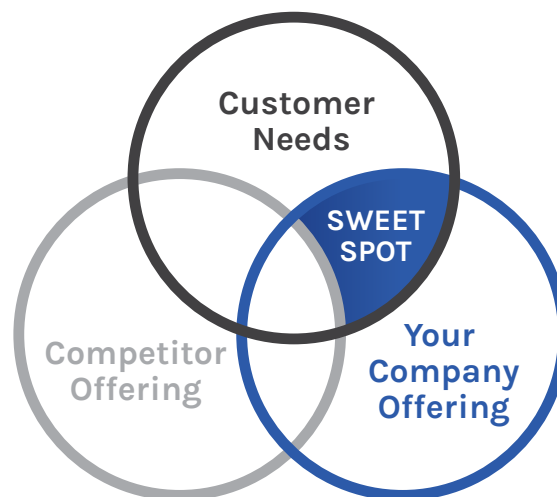 Customer
Needs
SWEET
SPOT
Competitor
Offering
Your
Company
Offering